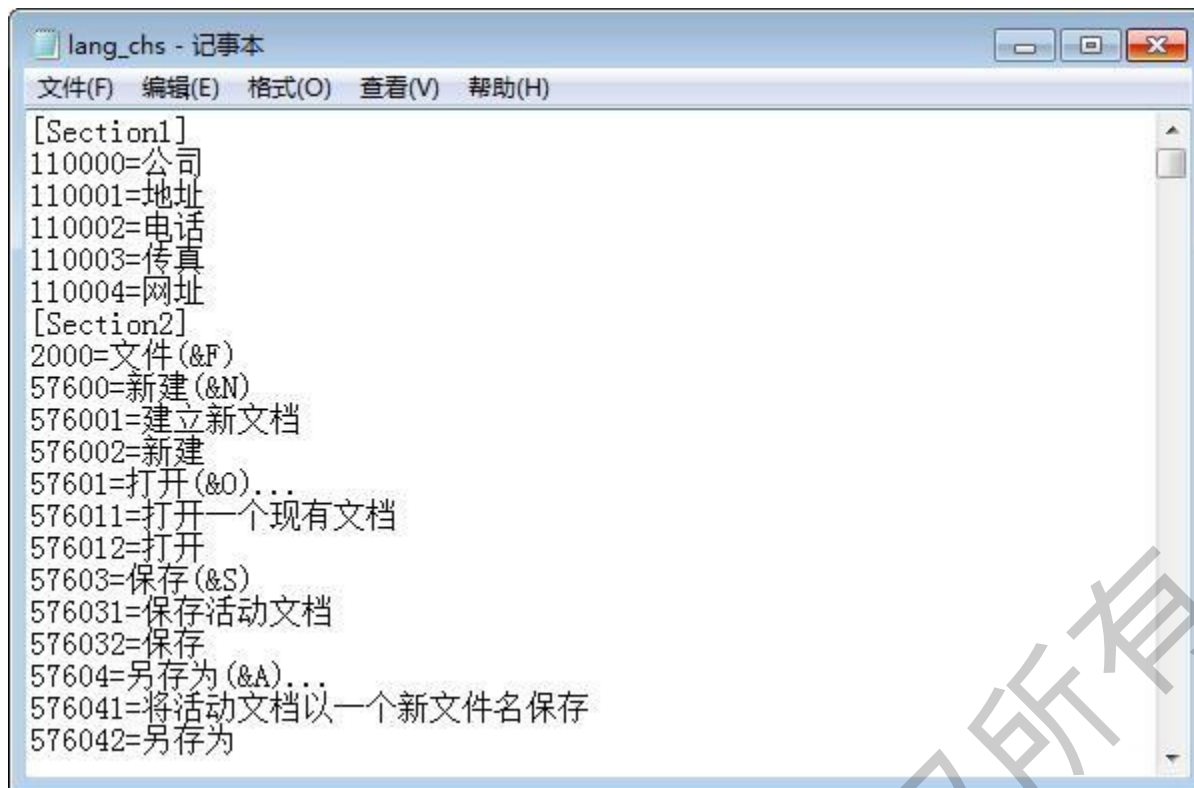 lang_chs - 记事本
文件(F) 编辑(E) 格式(O) 查看(V) 帮助(H)
[Section1]
110000=公司
110001=地址
110002=电话
110003=传真
110004=网址
[Section2]
2000=文件(&F)
57600=新建(&N)
576001=建立新文档
576002=新建
57601=打开(&O)...
576011=打开一个现有文档
576012=打开
57603=保存(&S)
576031=保存活动文档
576032=保存
57604=另存为(&A)...
576041=将活动文档以一个新文件名保存
576042=另存为
所有